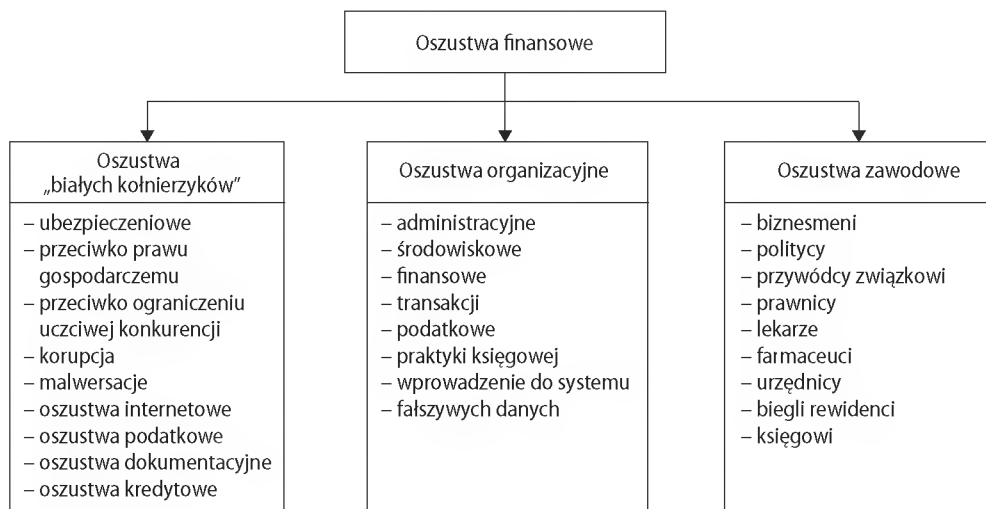 Oszustwa finansowe
Oszustwa
„białych kołnierzyków”
– ubezpieczeniowe
– przeciwko prawu
gospodarczemu
– przeciwko ograniczeniu
uczciwej konkurencji
– korupcja
– malwersacje
– oszustwa internetowe
– oszustwa podatkowe
– oszustwa dokumentacyjne
– oszustwa kredytowe
Oszustwa organizacyjne
– administracyjne
– środowiskowe
– finansowe
– transakcji
– podatkowe
– praktyki księgowej
– wprowadzenie do systemu
– fałszywych danych
Oszustwa zawodowe
– biznesmeni
– politycy
– przywódcy związkowi
– prawnicy
– lekarze
– farmaceuci
– urzędnicy
– biegli rewidenci
– księgowi